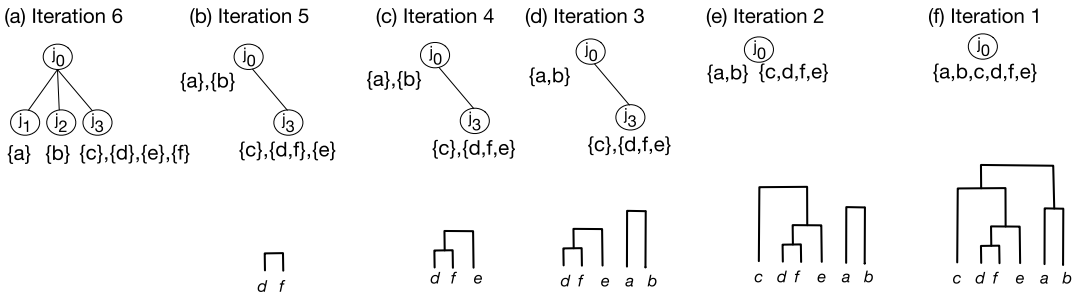 (a) Iteration 6
j0
j1 j2 j3
{a} {b} {c},{d},{e},{f}
(b) Iteration 5
j0
{a},{b}
j3
{c},{d,f},{e}
d f
(c) Iteration 4
j0
{a},{b}
j3
{c},{d,f,e}
d f e
(d) Iteration 3
j0
{a,b}
j3
{c},{d,f,e}
d f e a b
(e) Iteration 2
j0
{a,b} {c,d,f,e}
c d f e a b
(f) Iteration 1
j0
{a,b,c,d,f,e}
c d f e a b